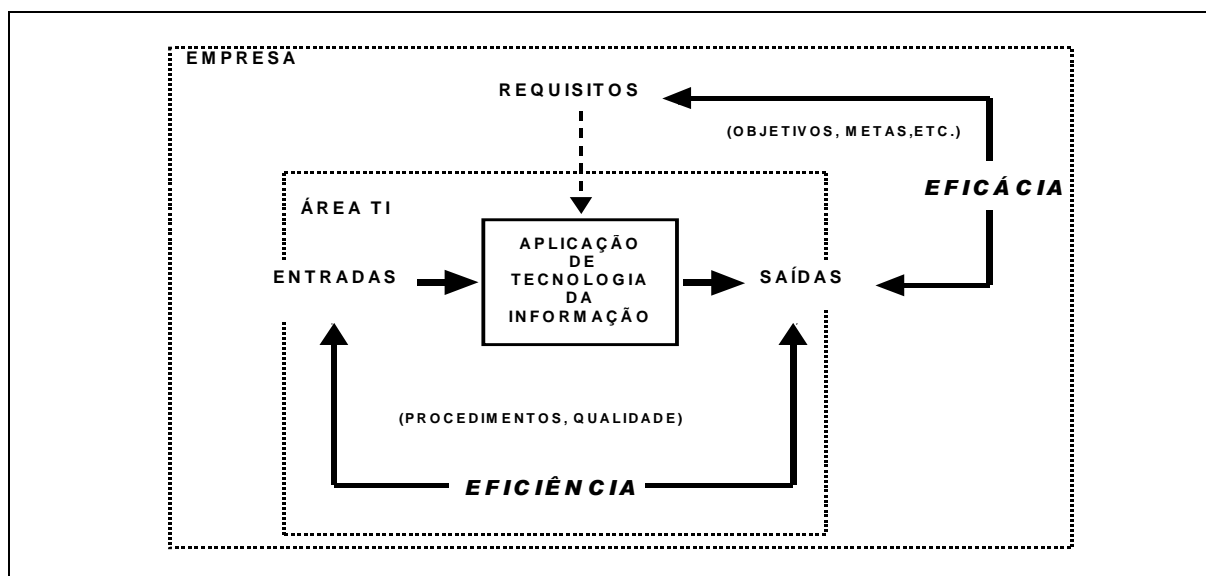 EMPRESA
REQUISITOS
(OBJETIVOS, METAS,ETC.)
EFICÁCIA
ÁREA TI
APLICAÇÃO
DE
TECNOLOGIA
DA
INFORMAÇÃO
ENTRADAS
SAÍDAS
(PROCEDIMENTOS, QUALIDADE)
EFICIÊNCIA